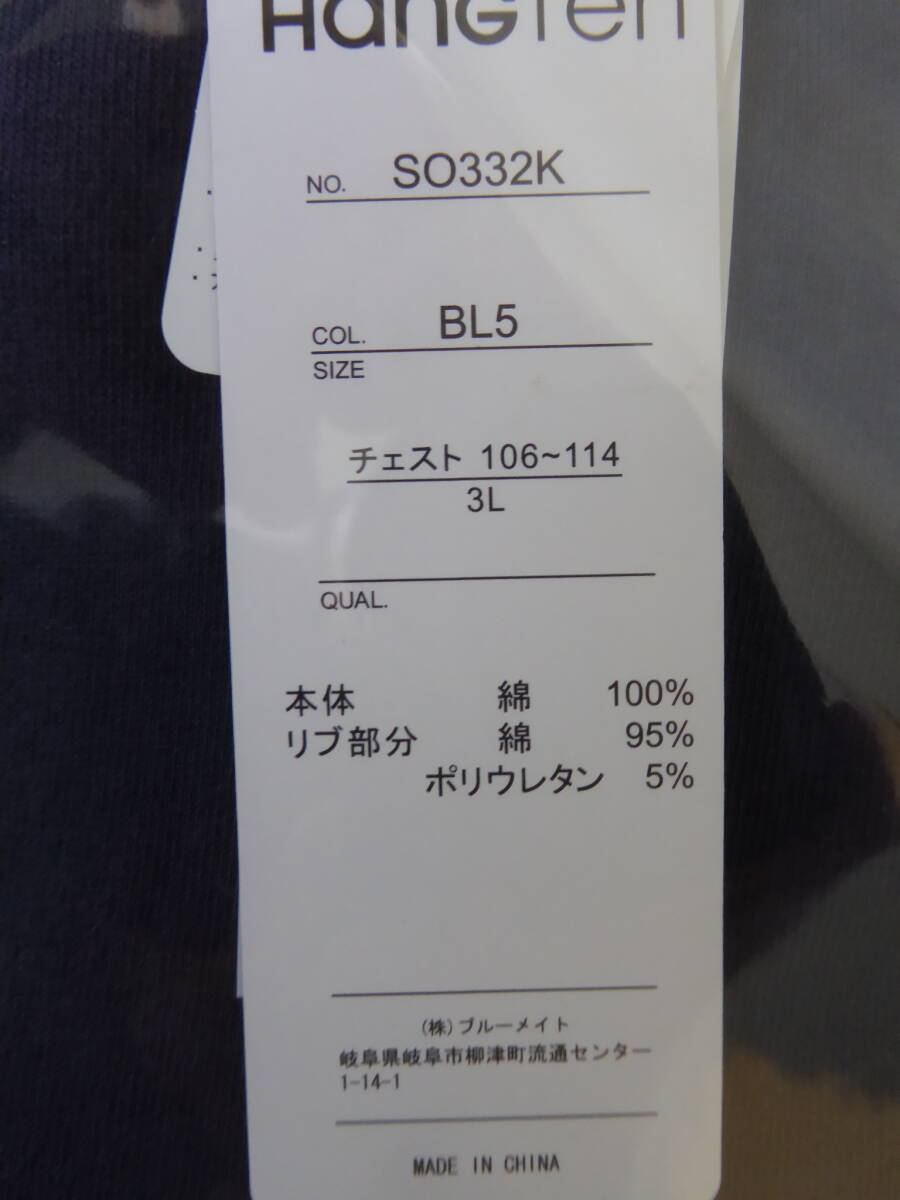 HanGTen
NO. SO332K
COL. BL5
SIZE
チェスト 106~114
3L
QUAL.
本体 綿 100%
リブ部分 綿 95%
ポリウレタン 5%
(株)ブルーメイト
岐阜県岐阜市柳津町流通センター
1-14-1
MADE IN CHINA